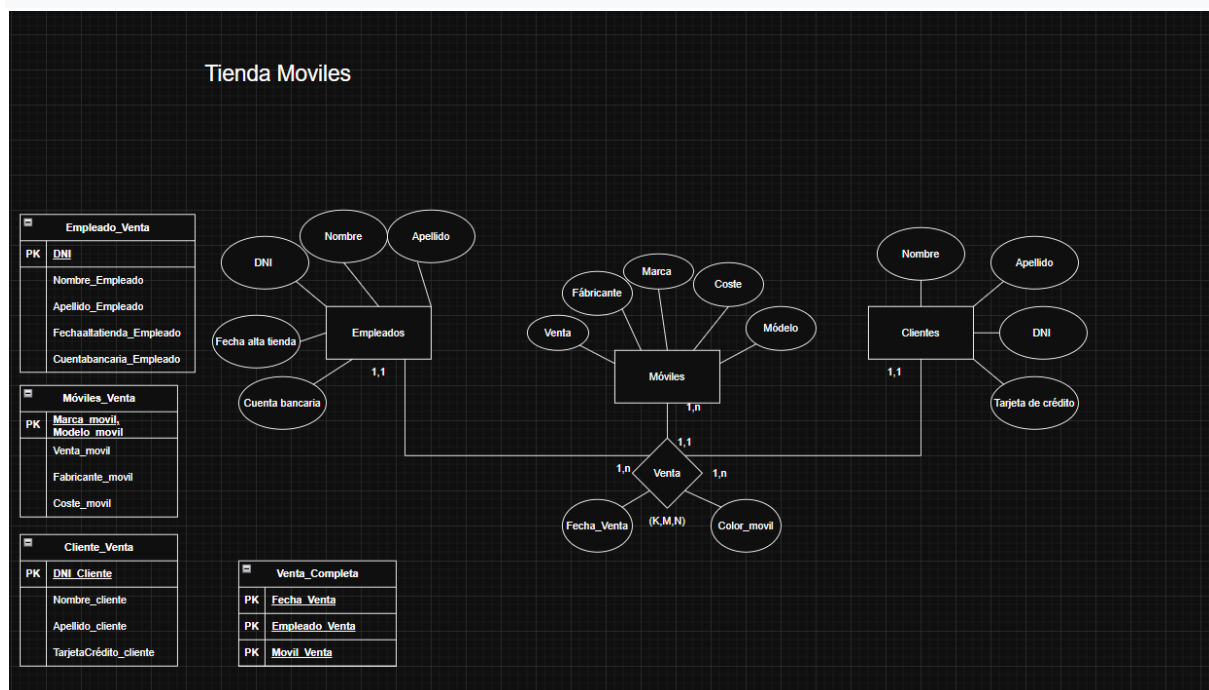 Tienda Moviles
Empleado_Venta
PK DNI
Nombre_Empleado
Apellido_Empleado
Fechaaltatienda_Empleado
Cuentabancaria_Empleado
Móviles_Venta
PK Marca_movil,
Modelo_movil
Venta_movil
Fabricante_movil
Coste_movil
Cliente_Venta
PK DNI_Cliente
Nombre_cliente
Apellido_cliente
TarjetaCrédito_cliente
Venta_Completa
PK Fecha_Venta
PK Empleado_Venta
PK Movil_Venta
DNI
Nombre
Apellido
Fecha alta tienda
Empleados
Cuenta bancaria
1,1
Venta
Fábricante
Marca
Coste
Módelo
Móviles
1,n
1,1
1,n
Venta
1,n
Fecha_Venta
(K,M,N)
Color_movil
Nombre
Apellido
Clientes
DNI
1,1
Tarjeta de crédito